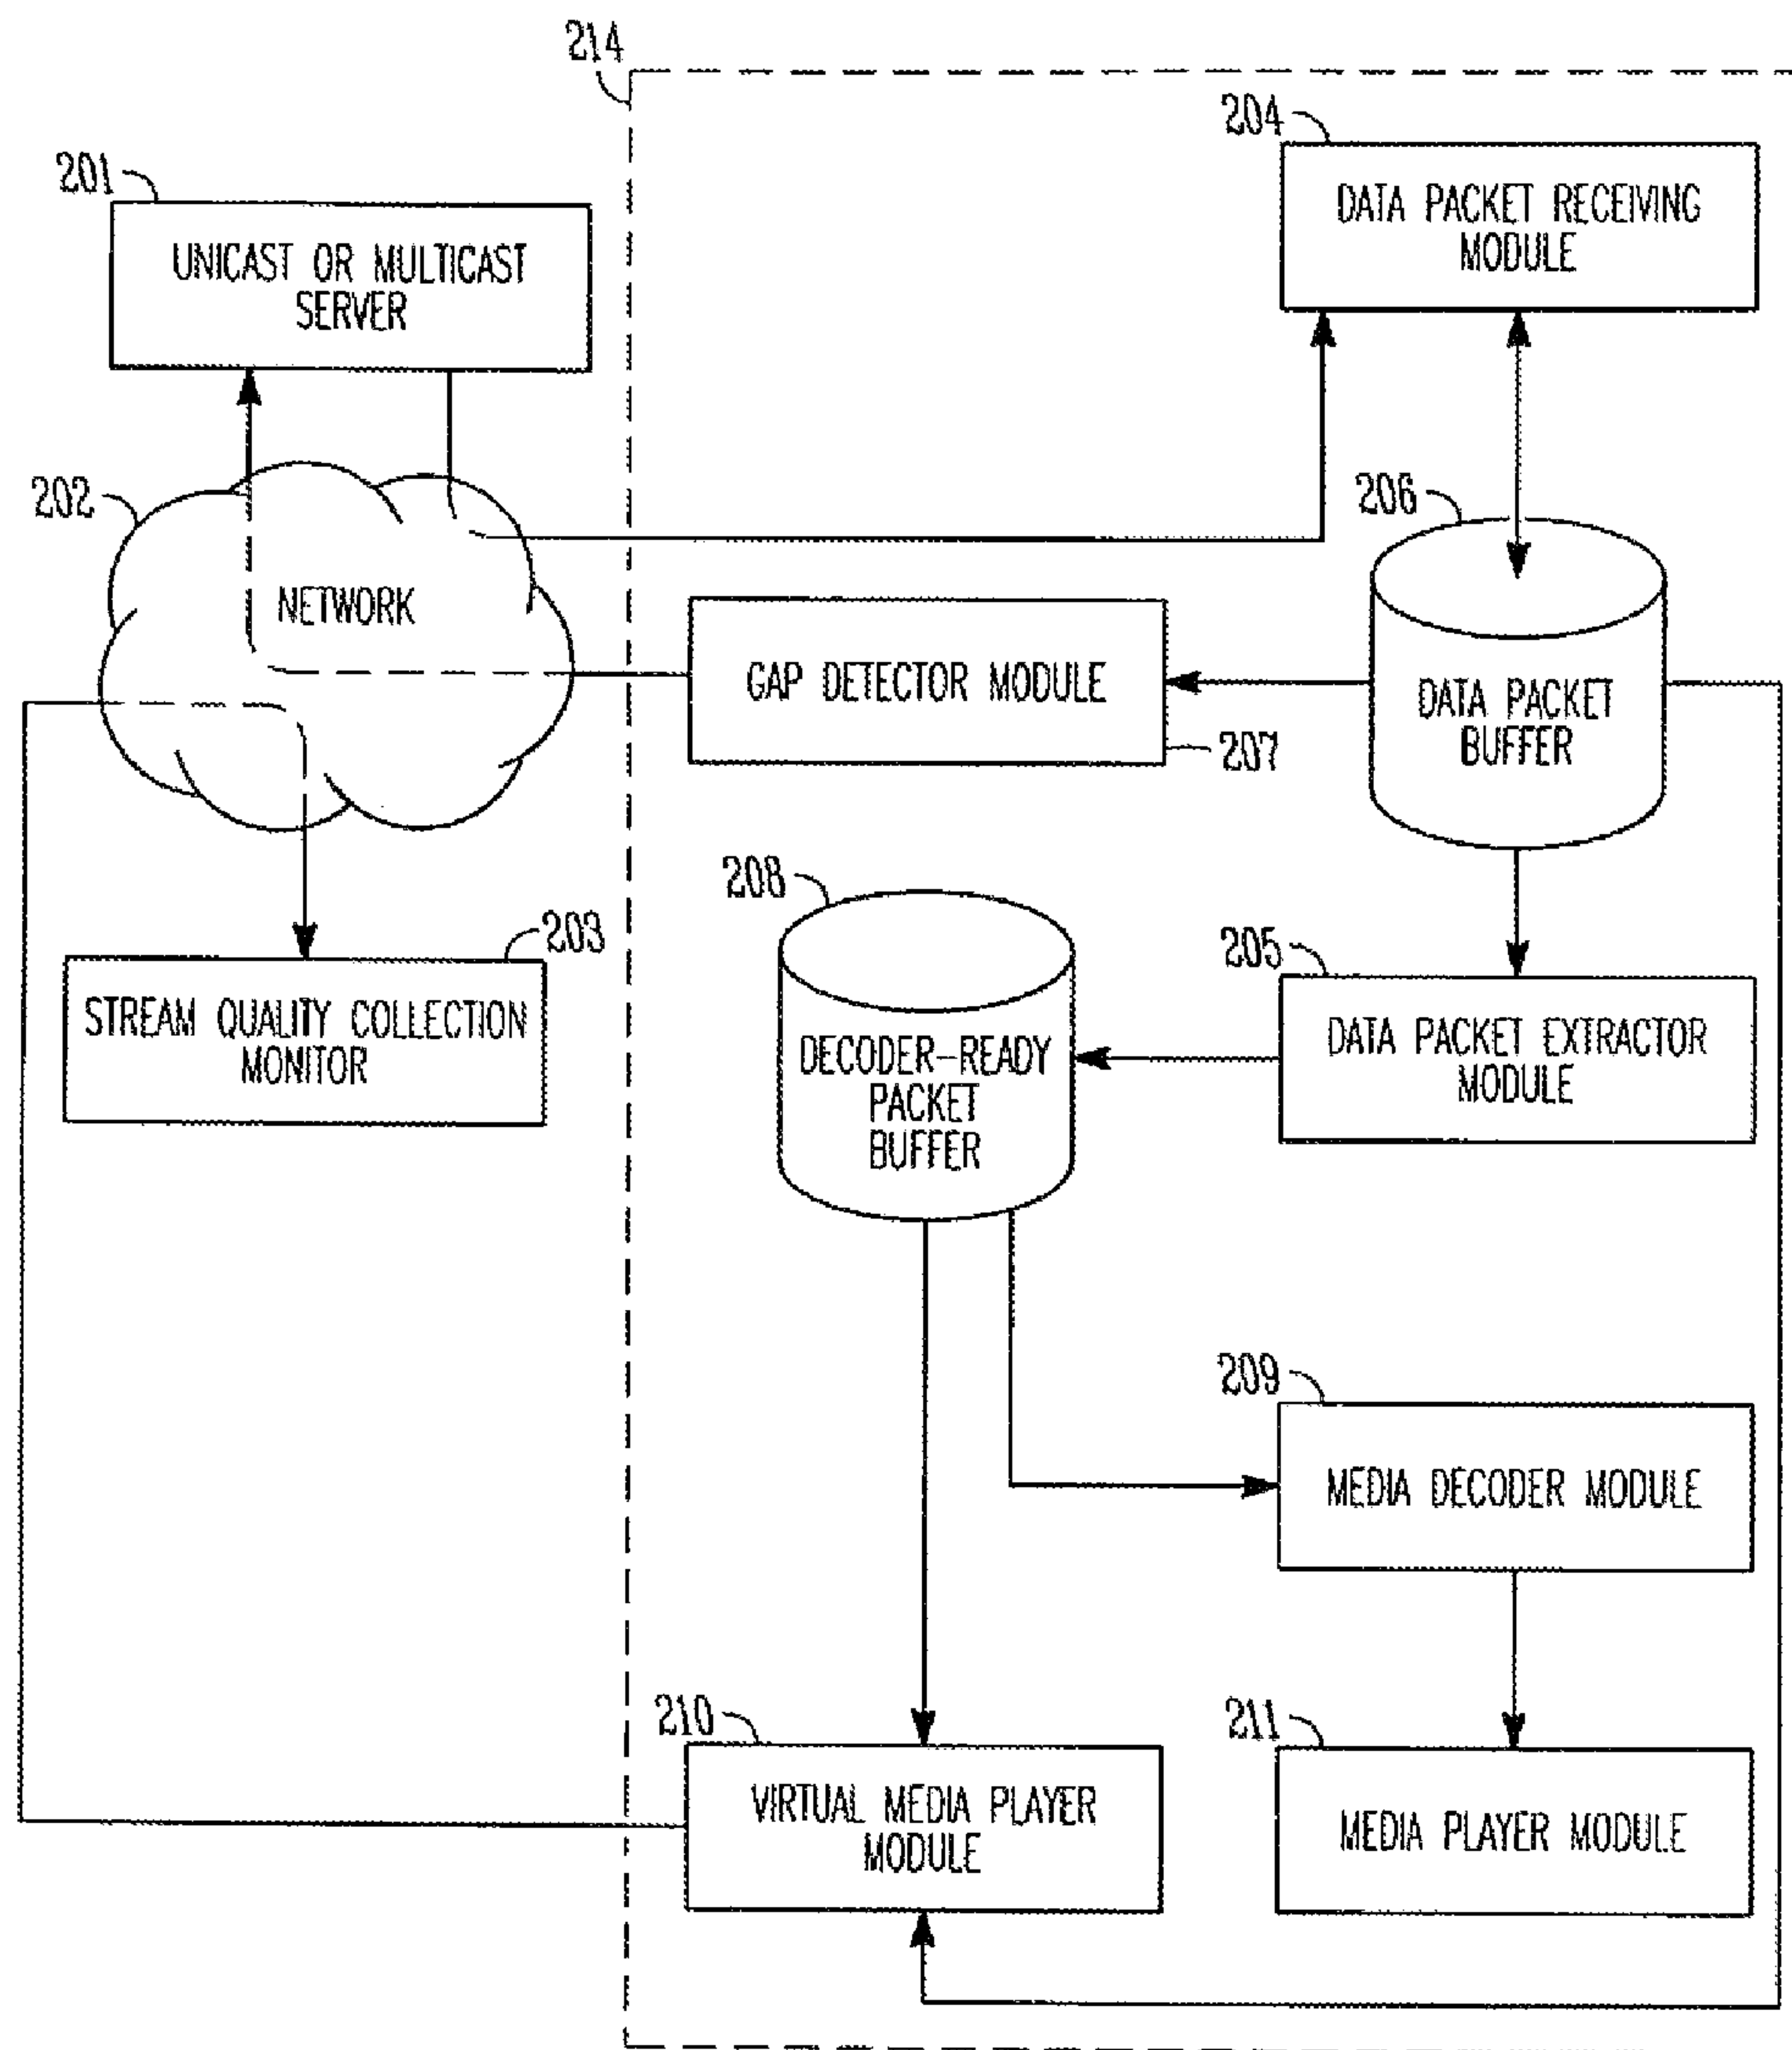 214
204
DATA PACKET RECEIVING
MODULE
201
UNICAST OR MULTICAST
SERVER
202
NETWORK
206
DATA PACKET
BUFFER
GAP DETECTOR MODULE
207
208
DECODER-READY
PACKET
BUFFER
203
STREAM QUALITY COLLECTION
MONITOR
205
DATA PACKET EXTRACTOR
MODULE
209
MEDIA DECODER MODULE
210
VIRTUAL MEDIA PLAYER
MODULE
211
MEDIA PLAYER MODULE